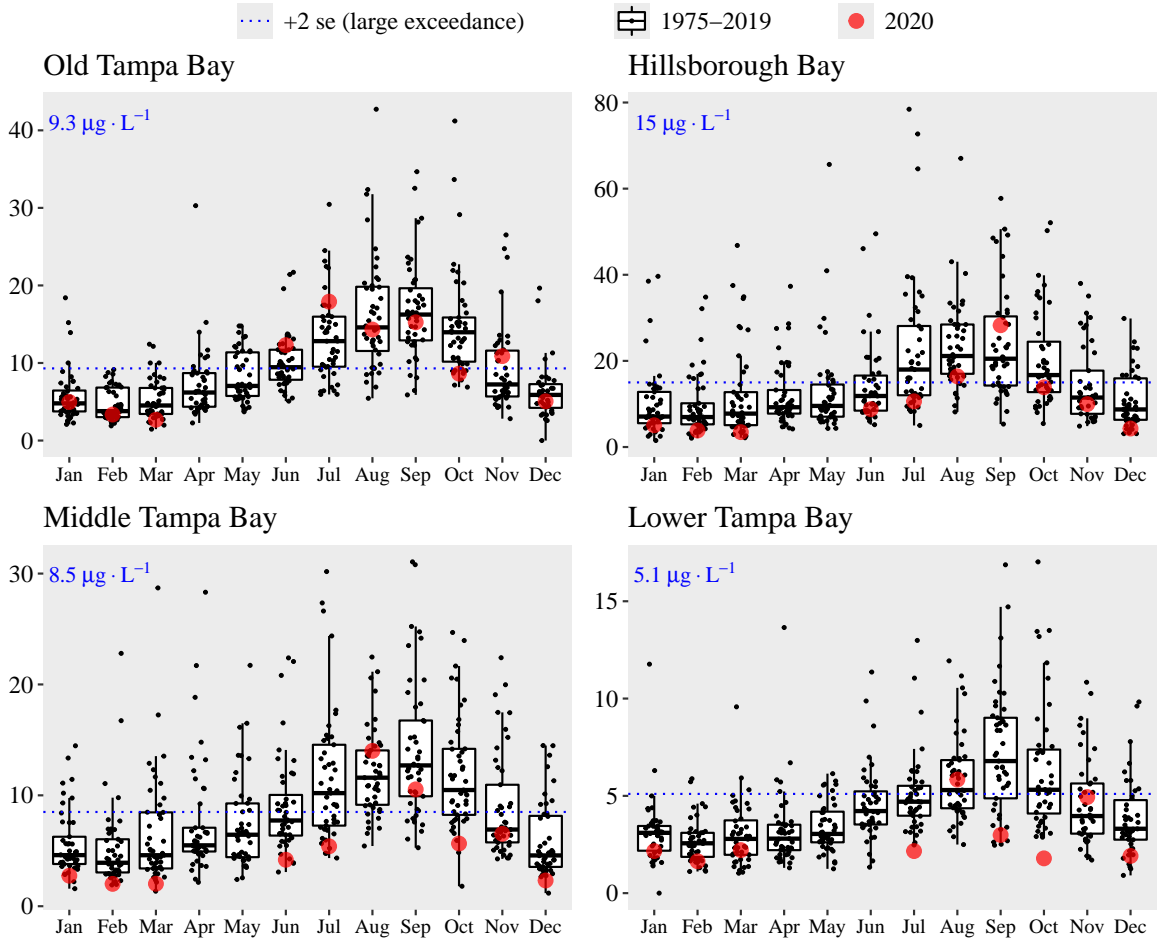 +2 se (large exceedance) 1975−2019 2020
Old Tampa Bay
9.3 μg · L⁻¹
40
30
20
10
0
Jan Feb Mar Apr May Jun Jul Aug Sep Oct Nov Dec
Hillsborough Bay
15 μg · L⁻¹
80
60
40
20
0
Jan Feb Mar Apr May Jun Jul Aug Sep Oct Nov Dec
Middle Tampa Bay
8.5 μg · L⁻¹
30
20
10
0
Jan Feb Mar Apr May Jun Jul Aug Sep Oct Nov Dec
Lower Tampa Bay
5.1 μg · L⁻¹
15
10
5
0
Jan Feb Mar Apr May Jun Jul Aug Sep Oct Nov Dec